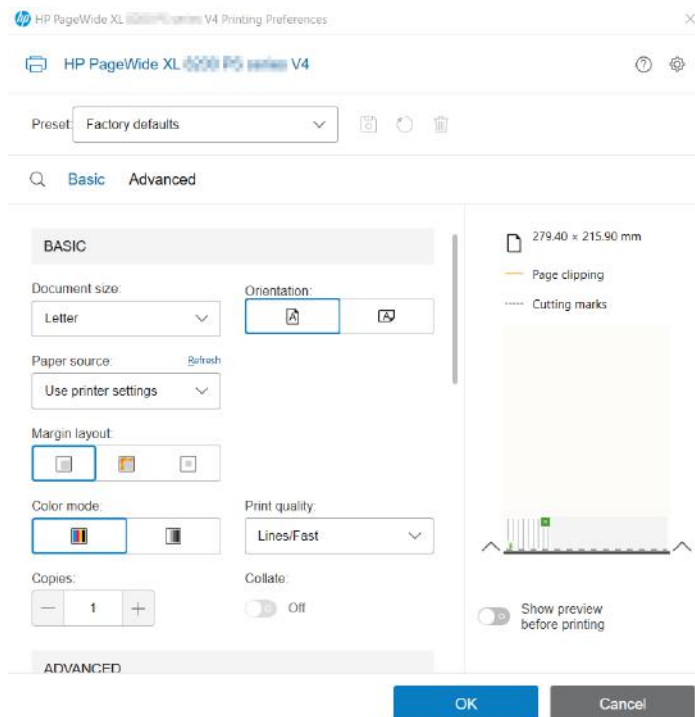 HP PageWide XL V4 Printing Preferences
HP PageWide XL V4
Preset: Factory defaults
Basic Advanced
BASIC
Document size:
Letter
Orientation:
Paper source: Refresh
Use printer settings
Margin layout:
Color mode:
Print quality:
Lines/Fast
Copies:
1
Collate:
Off
ADVANCED
279.40 × 215.90 mm
Page clipping
Cutting marks
Show preview
before printing
OK Cancel